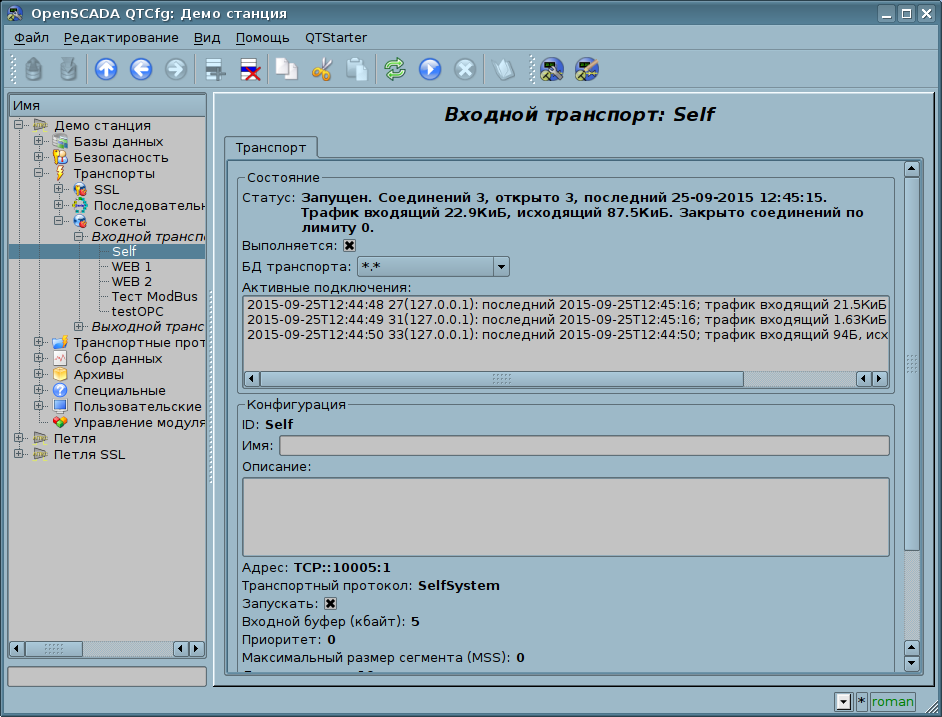 OpenSCADA QTCfg: Демо станция
Файл Редактирование Вид Помощь QTStarter
Имя
Демо станция
Базы данных
Безопасность
Транспорты
SSL
Последователь
Сокеты
Входной трансп
Self
WEB 1
WEB 2
Тест ModBus
testOPC
Выходной транс
Транспортные прот
Сбор данных
Архивы
Специальные
Пользовательские
Управление модуля
Петля
Петля SSL
Входной транспорт: Self
Транспорт
Состояние
Статус: Запущен. Соединений 3, открыто 3, последний 25-09-2015 12:45:15.
Трафик входящий 22.9КиБ, исходящий 87.5КиБ. Закрыто соединений по
лимиту 0.
Выполняется:
БД транспорта: *.*
Активные подключения:
2015-09-25T12:44:48 27(127.0.0.1): последний 2015-09-25T12:45:16; трафик входящий 21.5КиБ
2015-09-25T12:44:49 31(127.0.0.1): последний 2015-09-25T12:45:16; трафик входящий 1.63КиБ
2015-09-25T12:44:50 33(127.0.0.1): последний 2015-09-25T12:44:50; трафик входящий 94Б, исх
Конфигурация
ID: Self
Имя:
Описание:
Адрес: TCP::10005:1
Транспортный протокол: SelfSystem
Запускать:
Входной буфер (кбайт): 5
Приоритет: 0
Максимальный размер сегмента (MSS): 0
* roman